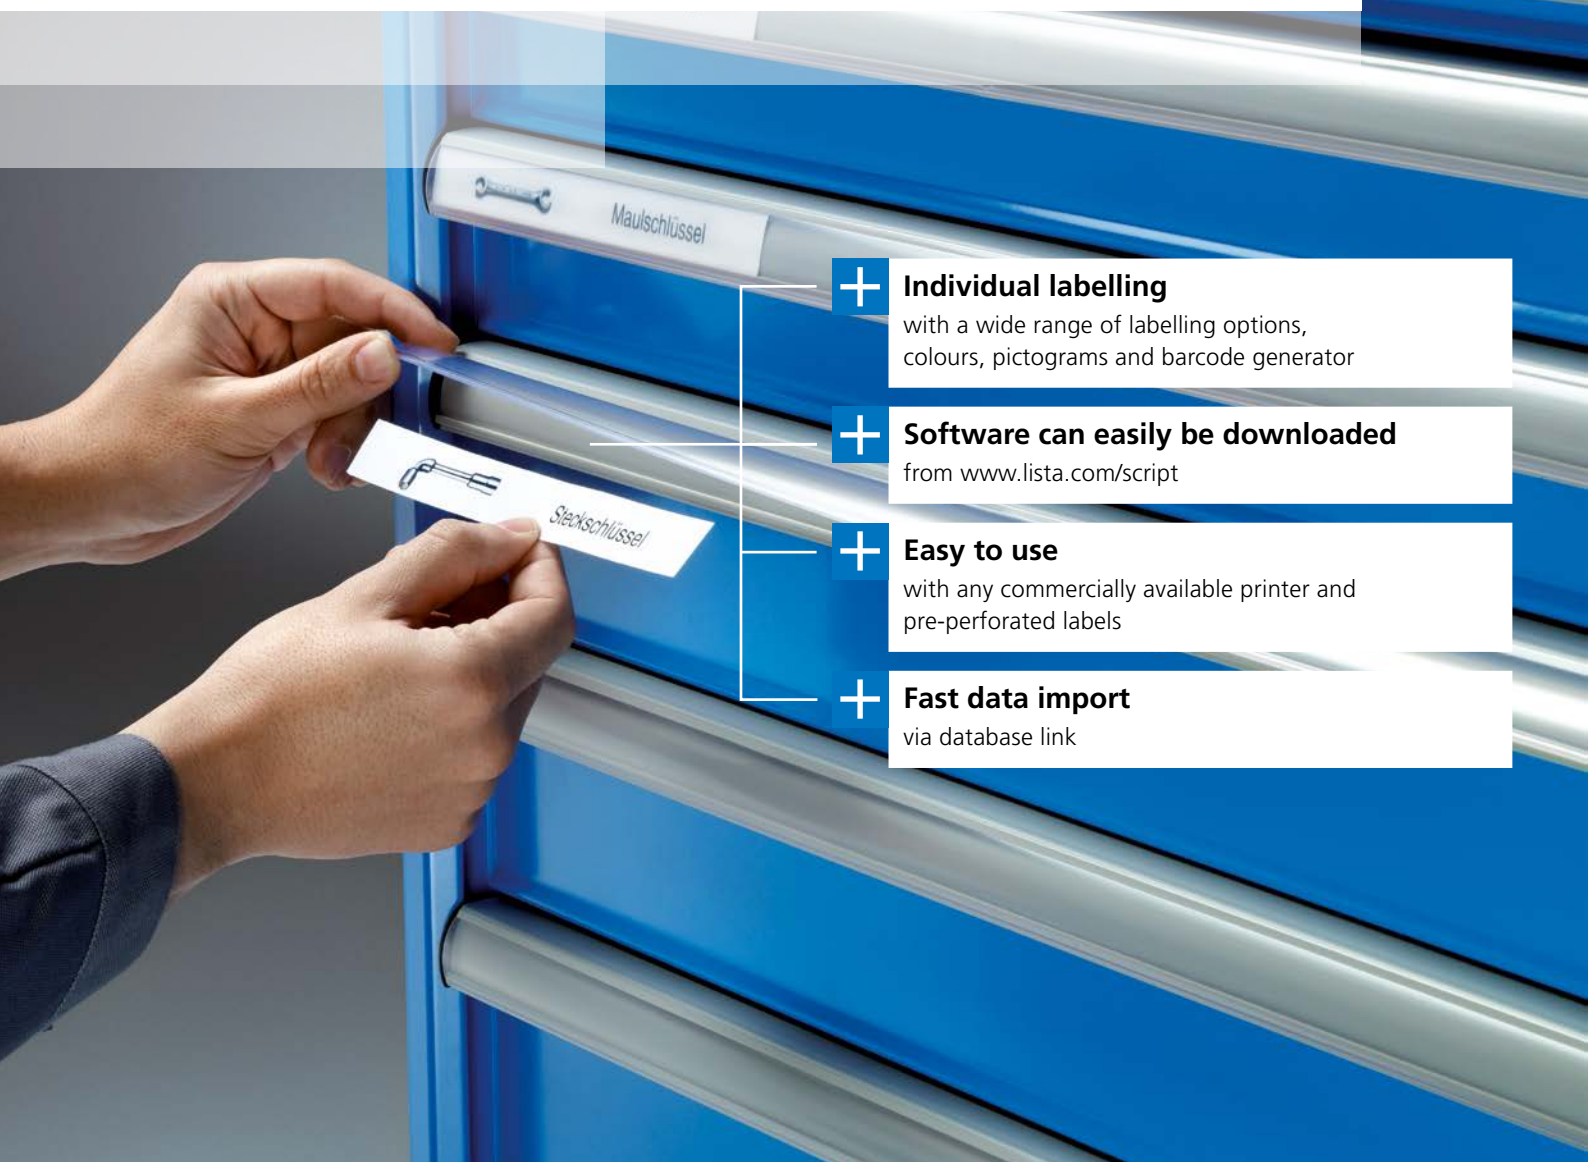 Maulschlüssel
Steckschlüssel
Individual labelling
with a wide range of labelling options,
colours, pictograms and barcode generator
Software can easily be downloaded
from www.lista.com/script
Easy to use
with any commercially available printer and
pre-perforated labels
Fast data import
via database link